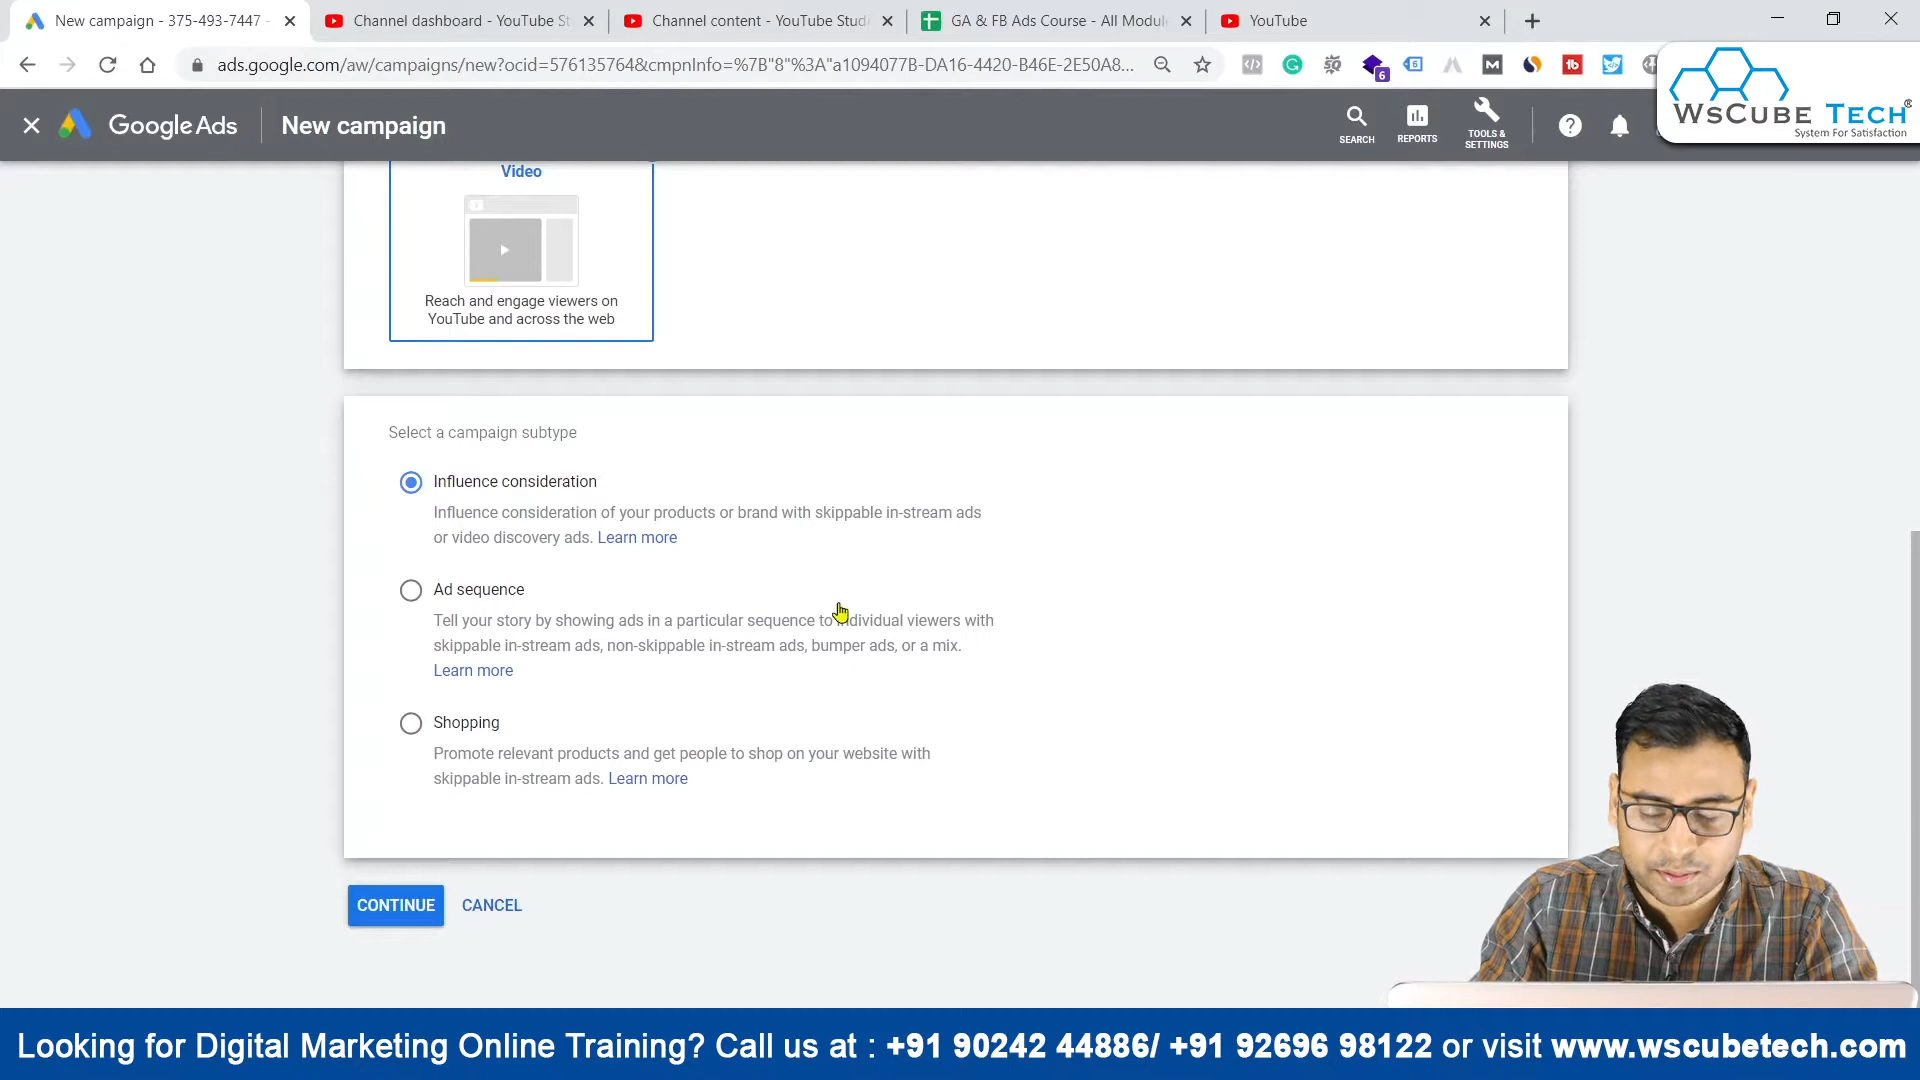 New campaign - 375-493-7447 -
Channel dashboard - YouTube St
Channel content - YouTube Studi
GA & FB Ads Course - All Module
YouTube
ads.google.com/aw/campaigns/new?ocid=576135764&cmpnInfo=%7B"8"%3A"a1094077B-DA16-4420-B46E-2E50A8...
6
Google Ads
New campaign
SEARCH
REPORTS
TOOLS &
SETTINGS
WsCube Tech®
System For Satisfaction
Video
Reach and engage viewers on
YouTube and across the web
Select a campaign subtype
Influence consideration
Influence consideration of your products or brand with skippable in-stream ads
or video discovery ads. Learn more
Ad sequence
Tell your story by showing ads in a particular sequence to individual viewers with
skippable in-stream ads, non-skippable in-stream ads, bumper ads, or a mix.
Learn more
Shopping
Promote relevant products and get people to shop on your website with
skippable in-stream ads. Learn more
CONTINUE
CANCEL
Looking for Digital Marketing Online Training? Call us at : +91 90242 44886/ +91 92696 98122 or visit www.wscubetech.com